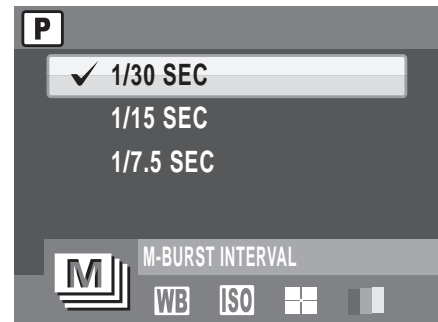 P
1/30 SEC
1/15 SEC
1/7.5 SEC
M-BURST INTERVAL
M
WB ISO